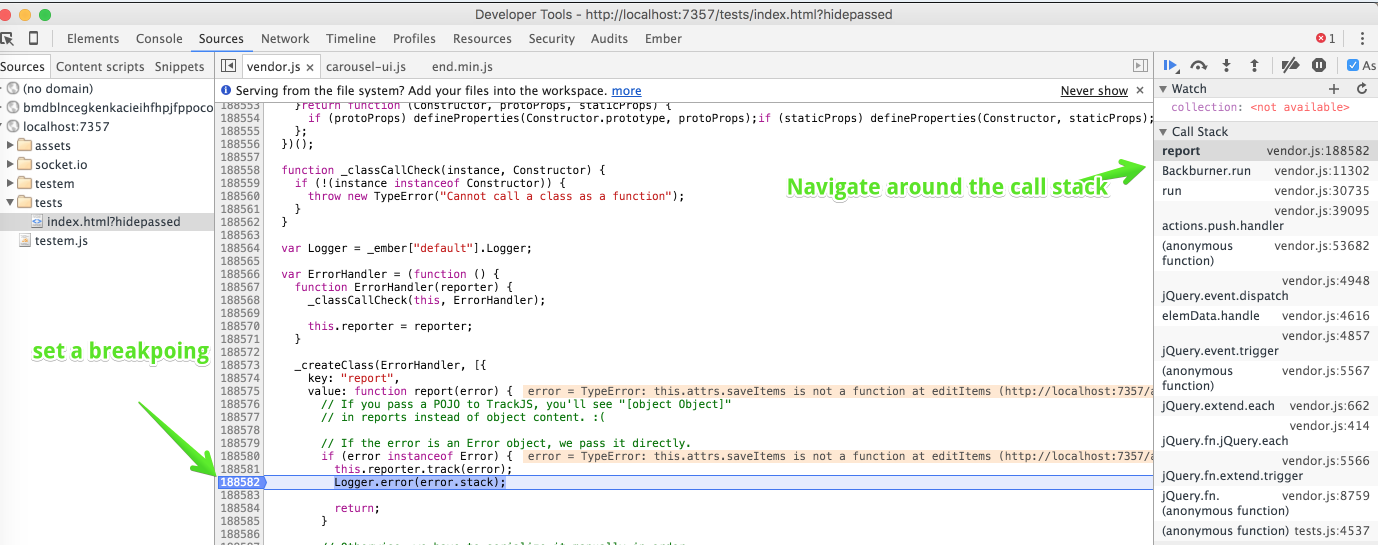 Developer Tools - http://localhost:7357/tests/index.html?hidepassed
Elements Console Sources Network Timeline Profiles Resources Security Audits Ember 1
Sources Content scripts Snippets
(no domain)
bmdblncegkenkacieihfhpjfppoco
localhost:7357
assets
socket.io
testem
tests
index.html?hidepassed
testem.js
set a breakpoing
vendor.js × carousel-ui.js end.min.js
Serving from the file system? Add your files into the workspace. more Never show ×
188553 }return function (Constructor, protoProps, staticProps) {
188554 if (protoProps) defineProperties(Constructor.prototype, protoProps);if (staticProps) defineProperties(Constructor, staticProps);
188555 };
188556 })();
188557
188558 function _classCallCheck(instance, Constructor) {
188559 if (!(instance instanceof Constructor)) {
188560 throw new TypeError("Cannot call a class as a function");
188561 }
188562 }
188563
188564 var Logger = _ember["default"].Logger;
188565
188566 var ErrorHandler = (function () {
188567 function ErrorHandler(reporter) {
188568 _classCallCheck(this, ErrorHandler);
188569
188570 this.reporter = reporter;
188571 }
188572
188573 _createClass(ErrorHandler, [{
188574 key: "report",
188575 value: function report(error) { error = TypeError: this.attrs.saveItems is not a function at editItems (http://localhost:7357/a
188576 // If you pass a POJO to TrackJS, you'll see "[object Object]"
188577 // in reports instead of object content. :(
188578
188579 // If the error is an Error object, we pass it directly.
188580 if (error instanceof Error) { error = TypeError: this.attrs.saveItems is not a function at editItems (http://localhost:7357/a
188581 this.reporter.track(error);
188582 Logger.error(error.stack);
188583
188584 return;
188585 }
188586
Navigate around the call stack
As
Watch
collection: <not available>
Call Stack
report vendor.js:188582
Backburner.run vendor.js:11302
run vendor.js:30735
vendor.js:39095
actions.push.handler
(anonymous function) vendor.js:53682
vendor.js:4948
jQuery.event.dispatch
elemData.handle vendor.js:4616
vendor.js:4857
jQuery.event.trigger
(anonymous function) vendor.js:5567
jQuery.extend.each vendor.js:662
vendor.js:414
jQuery.fn.jQuery.each
vendor.js:5566
jQuery.fn.extend.trigger
jQuery.fn. vendor.js:8759
(anonymous function)
(anonymous function) tests.js:4537